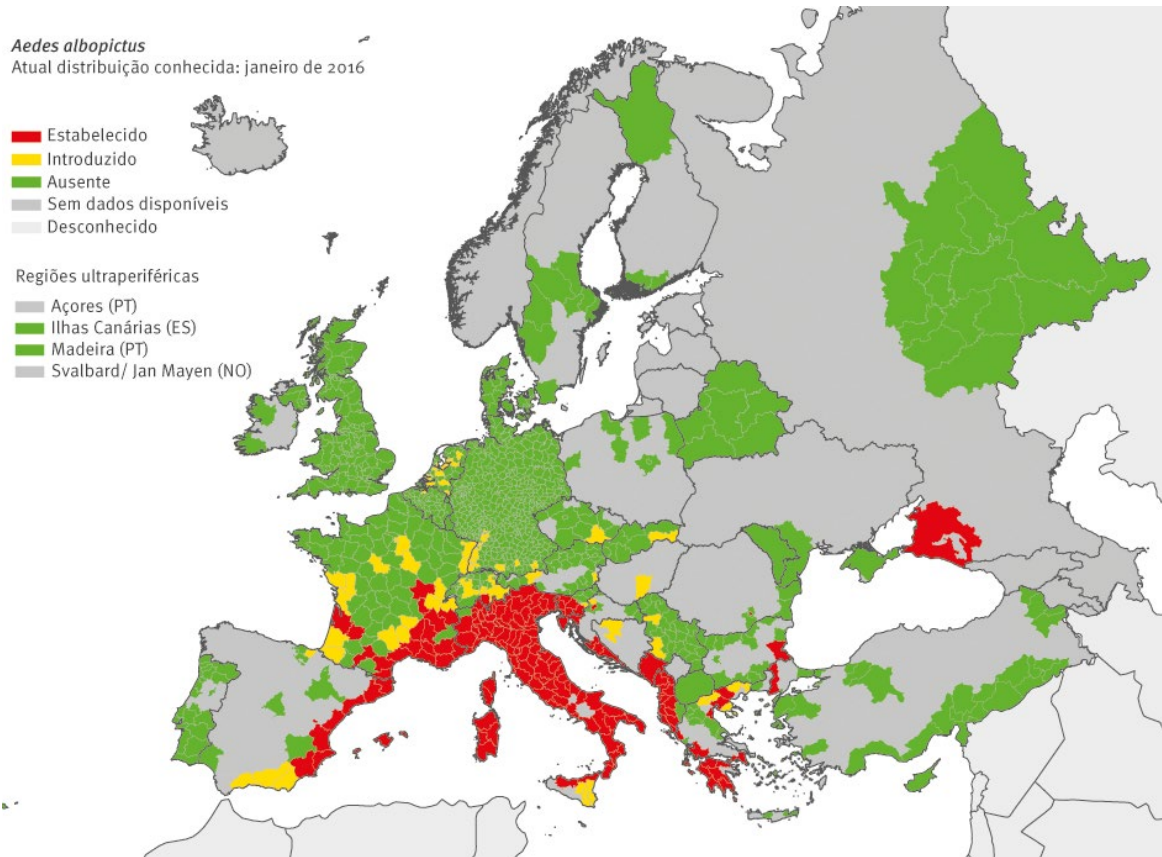 Aedes albopictus
Atual distribuição conhecida: janeiro de 2016
Estabelecido
Introduzido
Ausente
Sem dados disponíveis
Desconhecido
Regiões ultraperiféricas
Açores (PT)
Ilhas Canárias (ES)
Madeira (PT)
Svalbard/ Jan Mayen (NO)